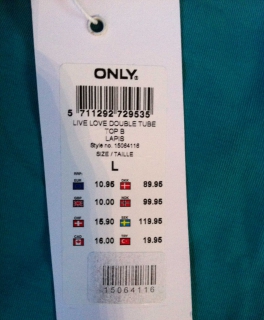 ONLY
5 711292 729535
LIVE LOVE DOUBLE TUBE
TOP B
LAPIS
Style no. 15064116
SIZE / TAILLE
L
EUR 10.95 89.95
10.00 99.95
15.90 119.95
16.00 19.95
15064116